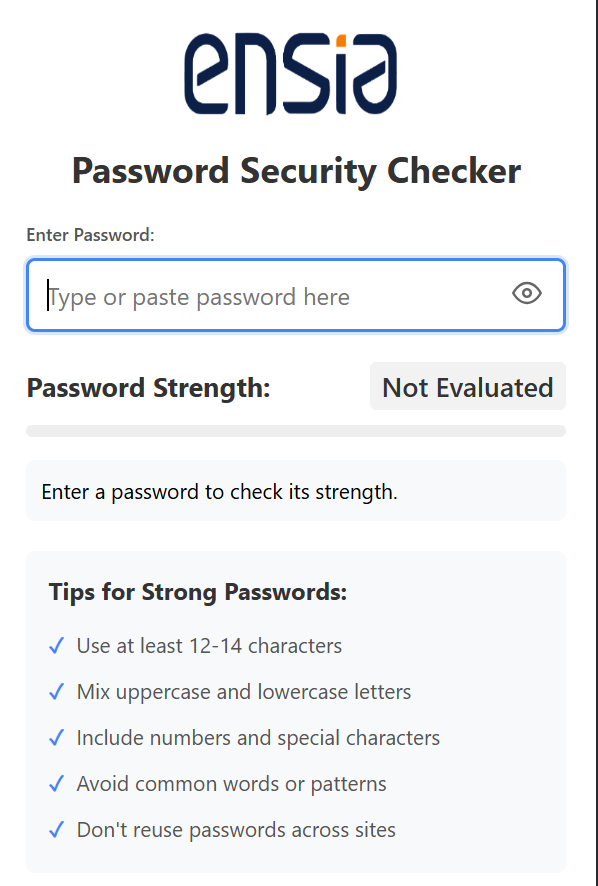 ensia
Password Security Checker
Enter Password:
Type or paste password here
Password Strength:
Not Evaluated
Enter a password to check its strength.
Tips for Strong Passwords:
✓ Use at least 12-14 characters
✓ Mix uppercase and lowercase letters
✓ Include numbers and special characters
✓ Avoid common words or patterns
✓ Don't reuse passwords across sites